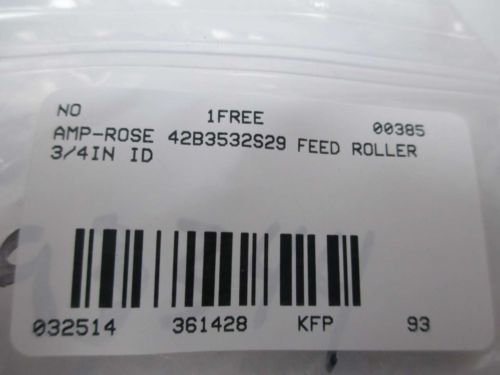 NO 1FREE 00385
AMP-ROSE 42B3532S29 FEED ROLLER
3/4IN ID
032514 361428 KFP 93